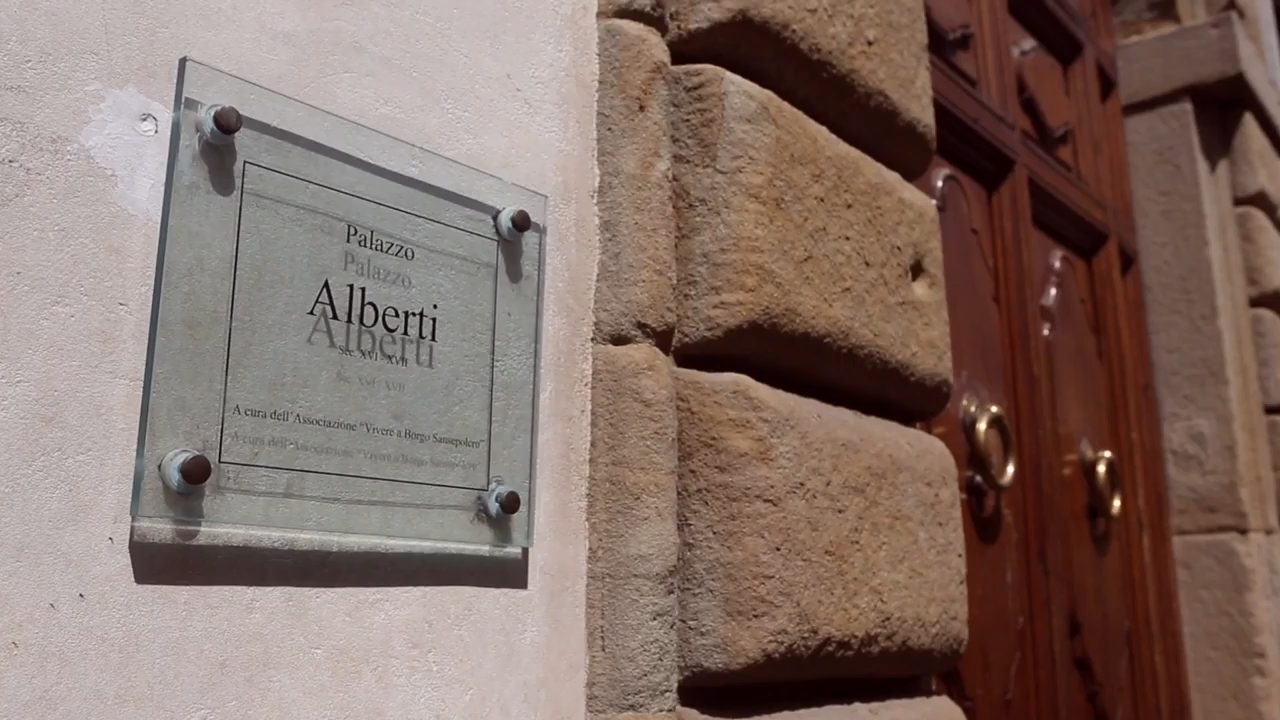 Palazzo
Alberti
Sec. XVI - XVII
A cura dell'Associazione "Vivere a Borgo Sansepolcro"